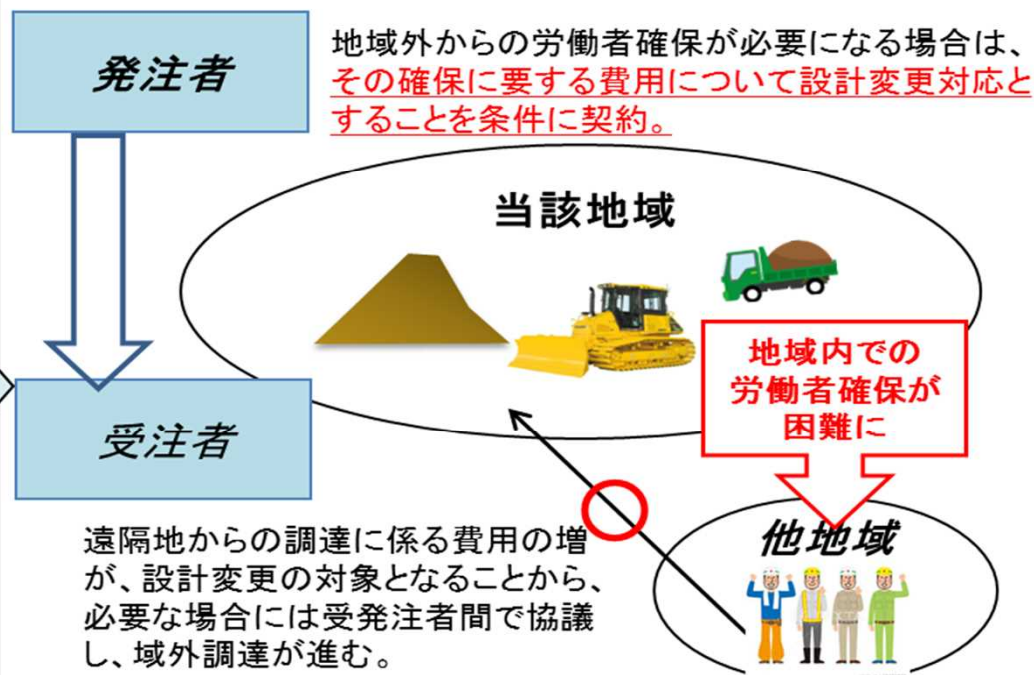 発注者
地域外からの労働者確保が必要になる場合は、
その確保に要する費用について設計変更対応と
することを条件に契約。
当該地域
地域内での
労働者確保が
困難に
受注者
他地域
遠隔地からの調達に係る費用の増
が、設計変更の対象となることから、
必要な場合には受発注者間で協議
し、域外調達が進む。